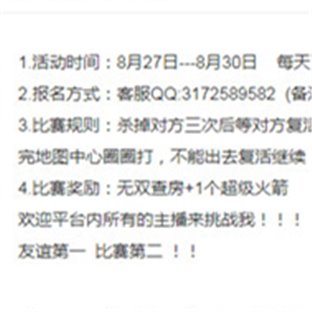 1.活动时间：8月27日---8月30日 每天
2.报名方式：客服QQ:3172589582 (备
3.比赛规则：杀掉对方三次后等对方复活
完地图中心圈圈打，不能出去复活继续
4.比赛奖励：无双查房+1个超级火箭
欢迎平台内所有的主播来挑战我！！！
友谊第一 比赛第二 ！！